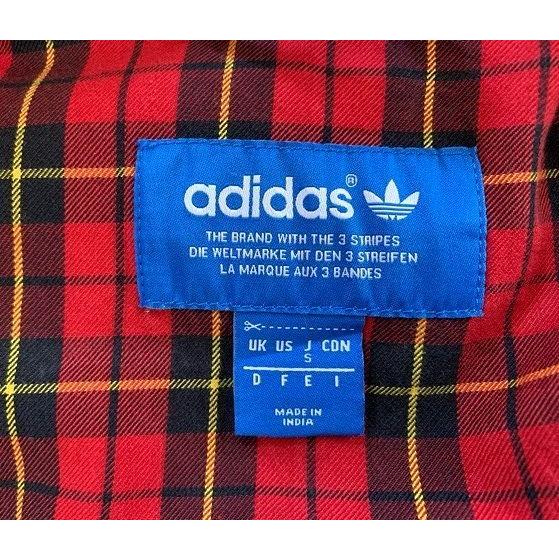 adidas®
THE BRAND WITH THE 3 STRIPES
DIE WELTMARKE MIT DEN 3 STREIFEN
LA MARQUE AUX 3 BANDES
UK US J CDN
S
D F E I
MADE IN
INDIA